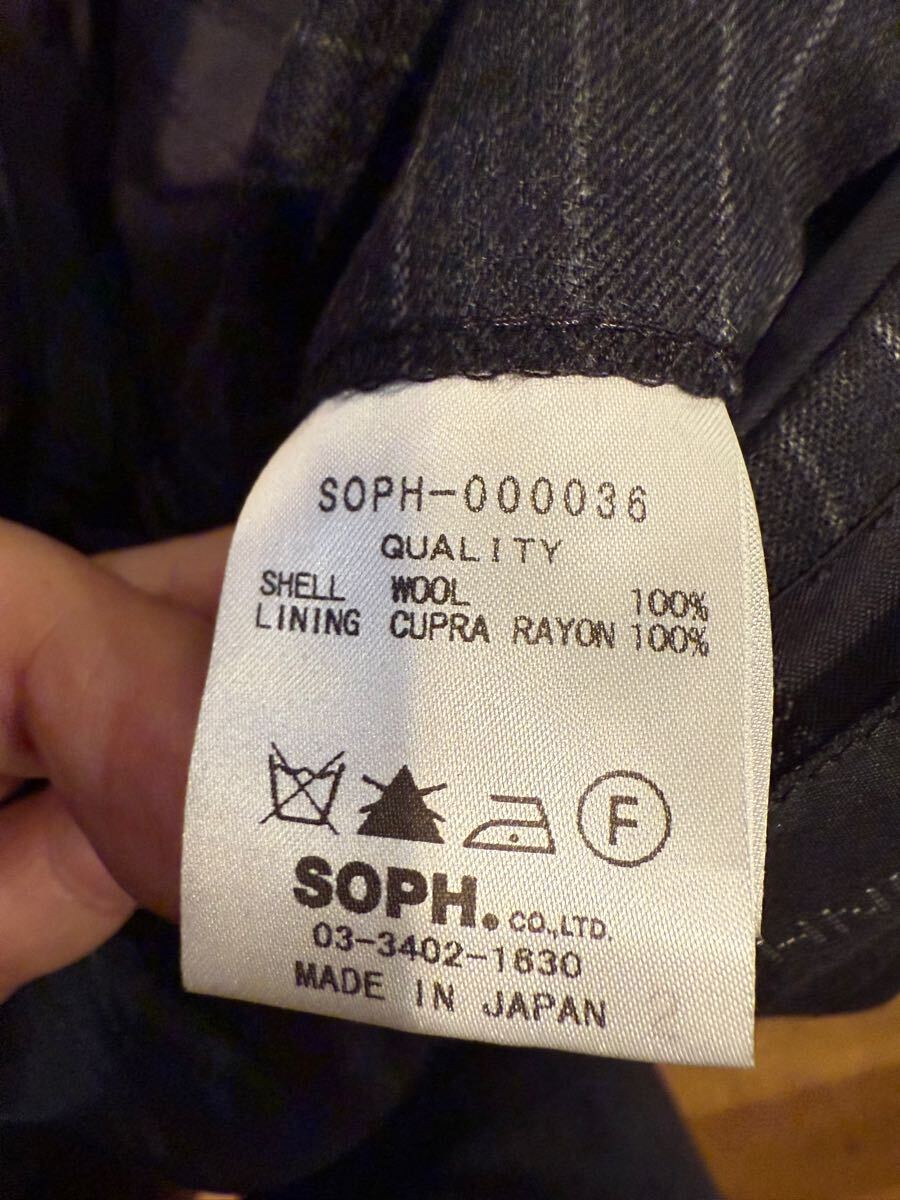 SOPH-000036
QUALITY
SHELL WOOL 100%
LINING CUPRA RAYON 100%
F
SOPH. CO.,LTD.
03-3402-1630
MADE IN JAPAN